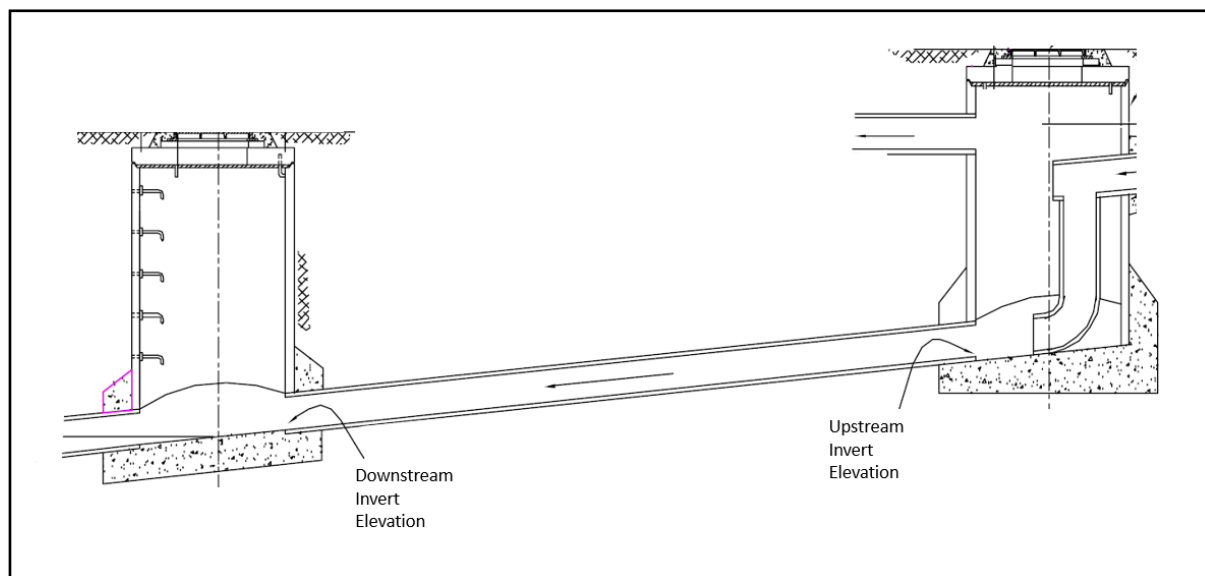 Downstream
Invert
Elevation
Upstream
Invert
Elevation